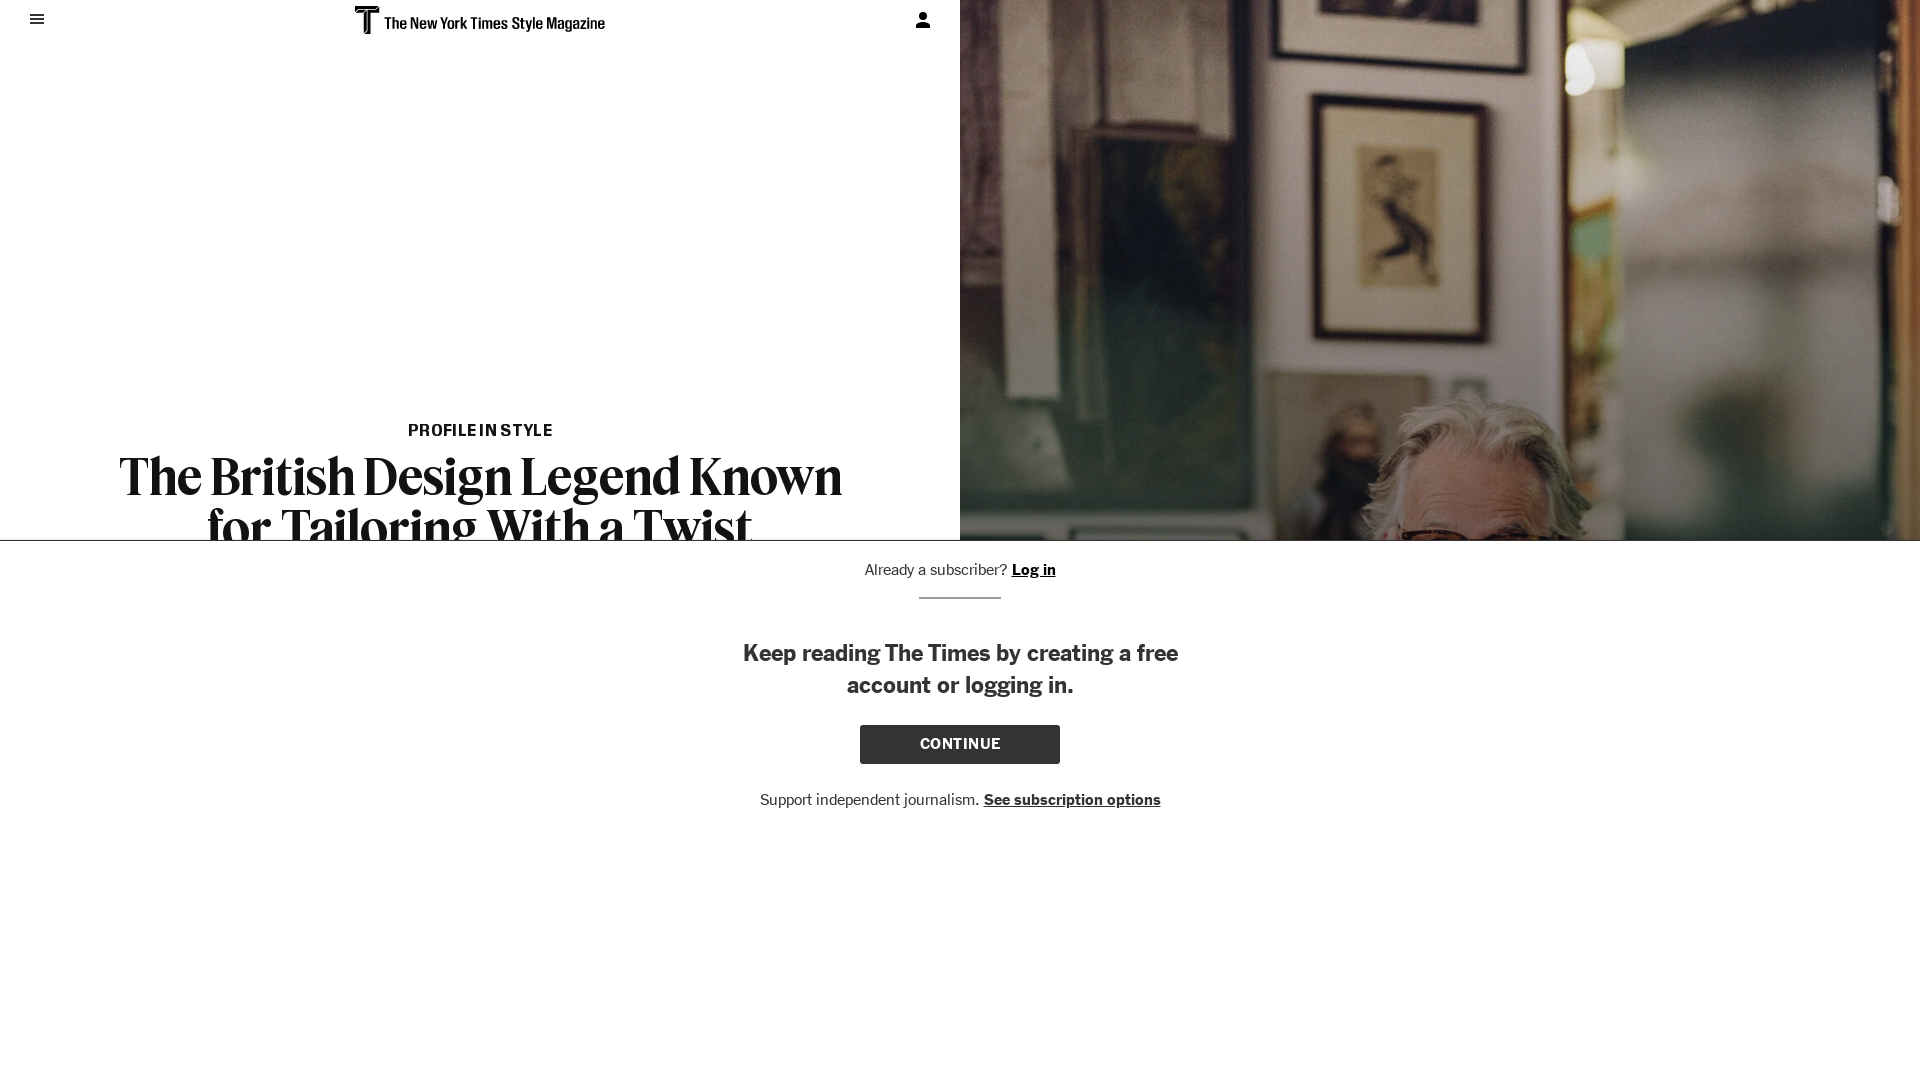 The New York Times Style Magazine
PROFILE IN STYLE
The British Design Legend Known
for Tailoring With a Twist
Already a subscriber? Log in
Keep reading The Times by creating a free
account or logging in.
CONTINUE
Support independent journalism. See subscription options